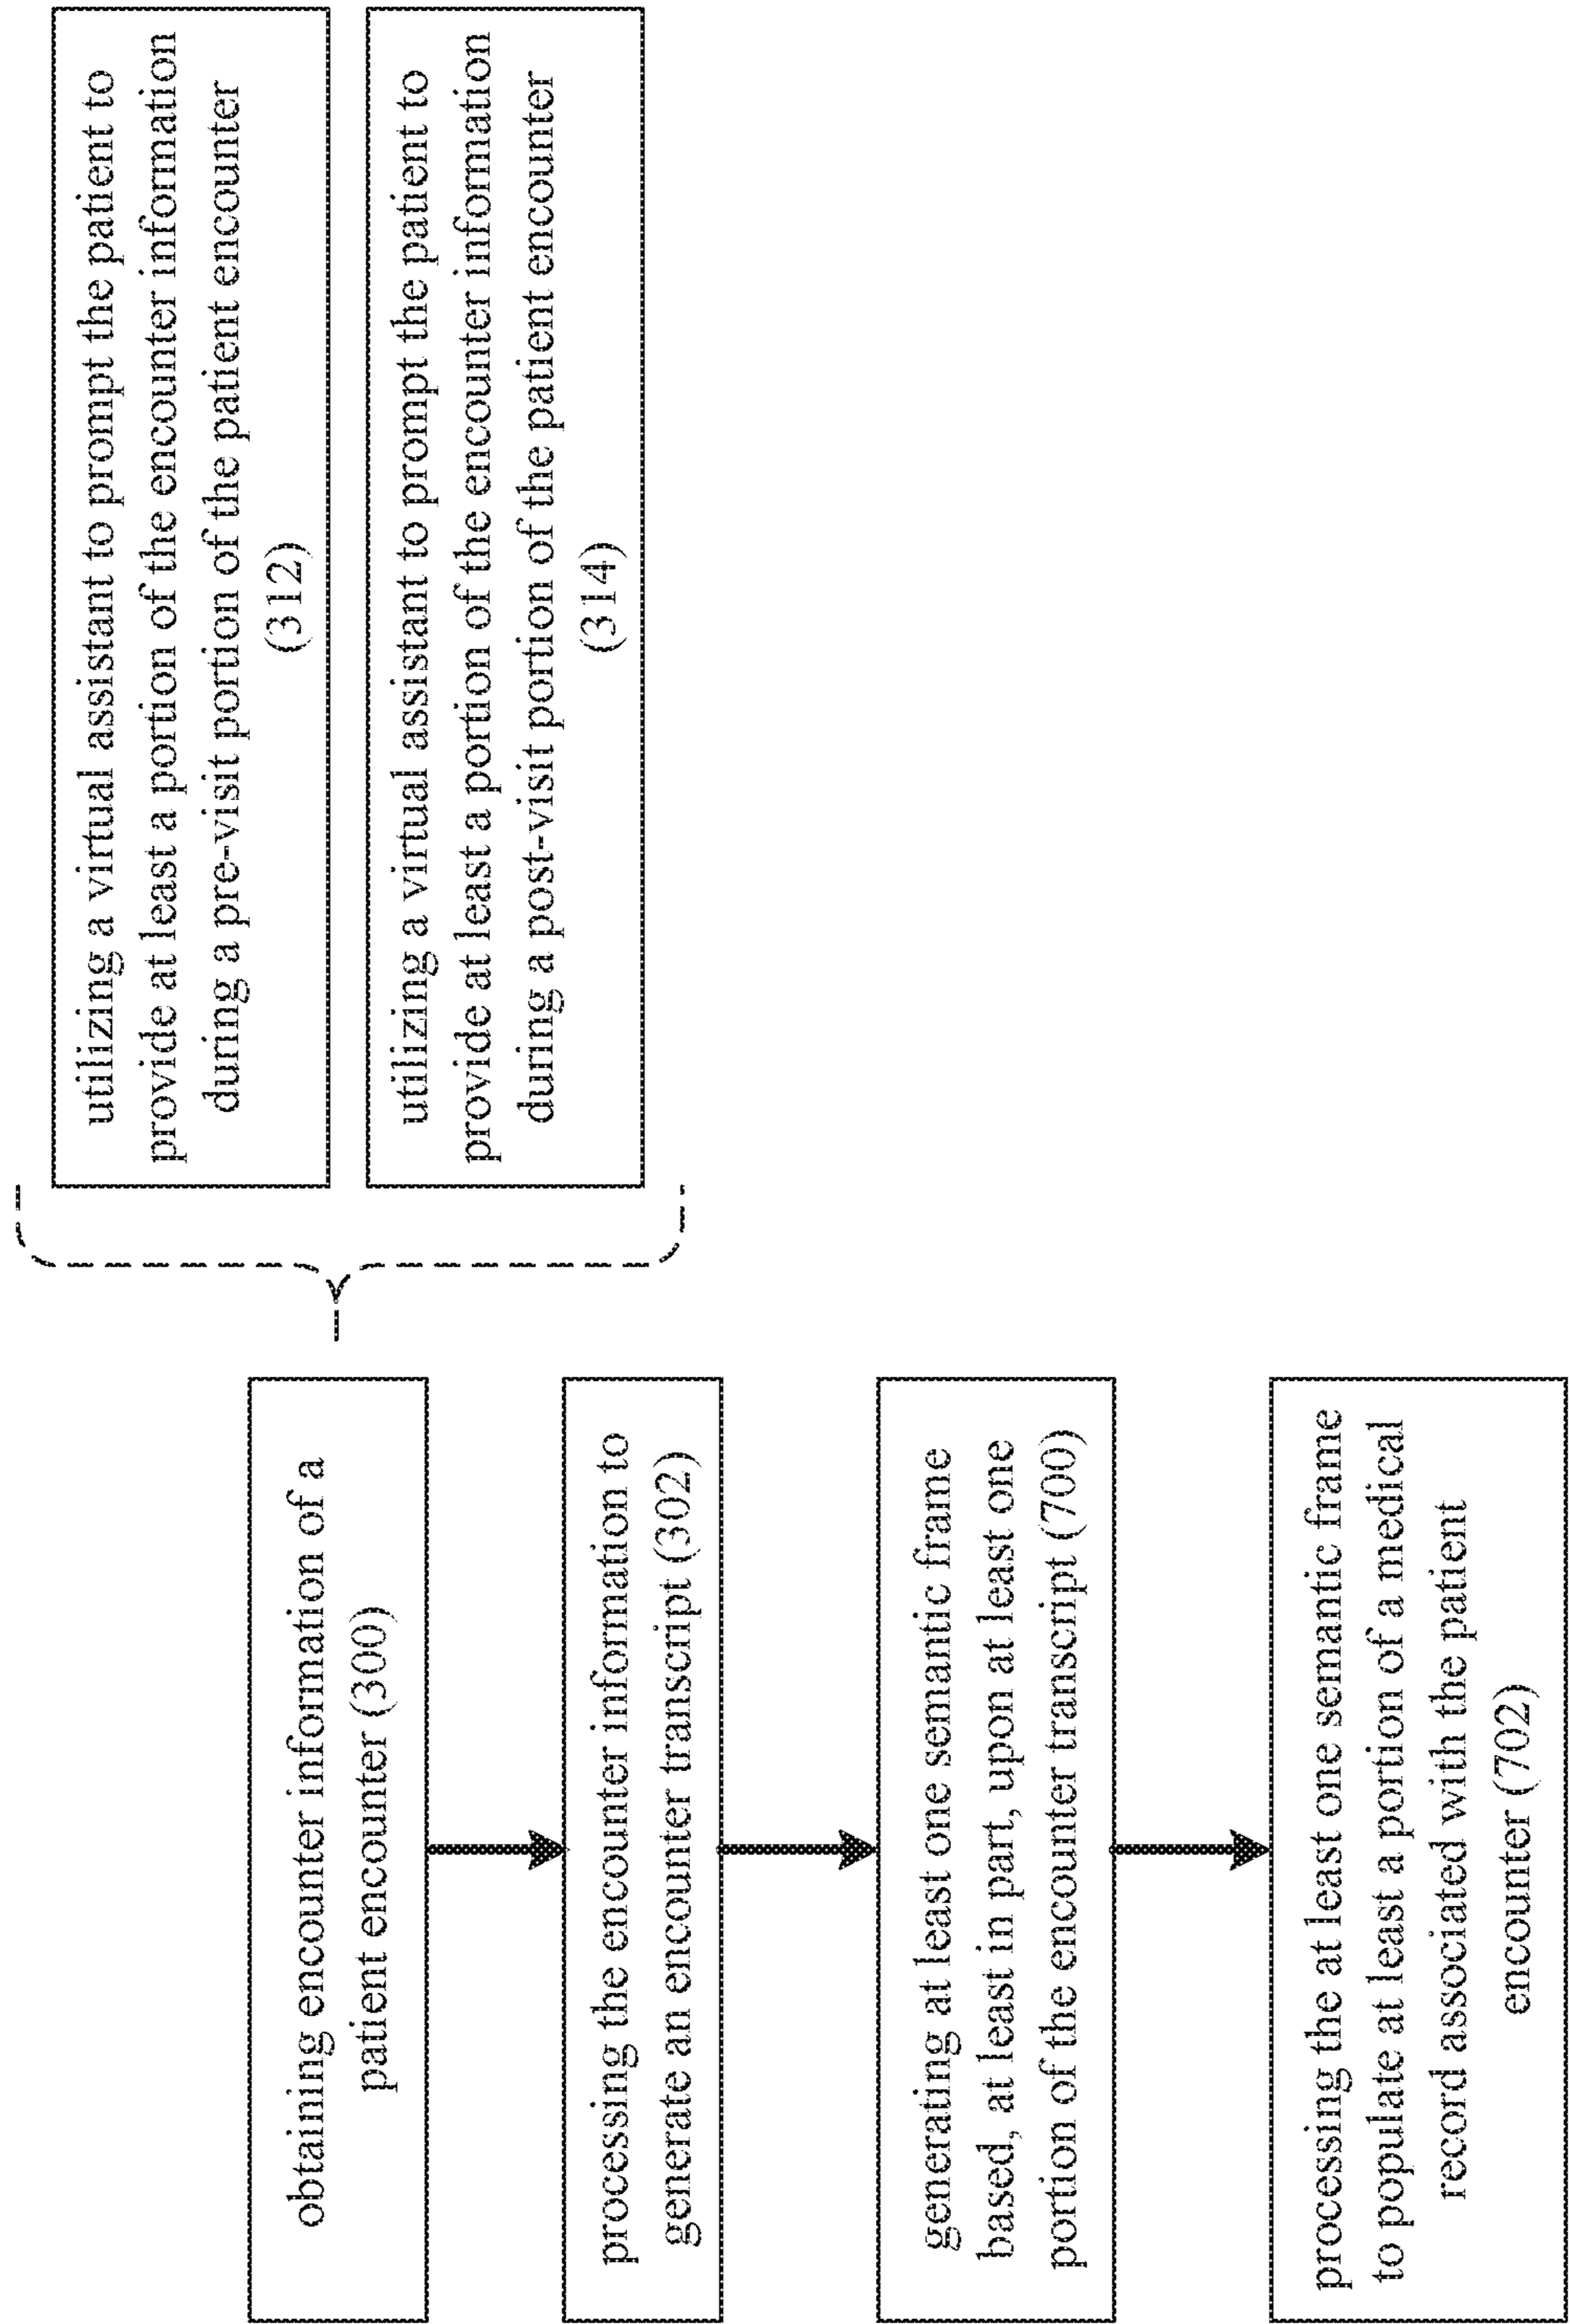 obtaining encounter information of a
patient encounter (300)
utilizing a virtual assistant to prompt the patient to
provide at least a portion of the encounter information
during a pre-visit portion of the patient encounter
(312)
utilizing a virtual assistant to prompt the patient to
provide at least a portion of the encounter information
during a post-visit portion of the patient encounter
(314)
processing the encounter information to
generate an encounter transcript (302)
generating at least one semantic frame
based, at least in part, upon at least one
portion of the encounter transcript (700)
processing the at least one semantic frame
to populate at least a portion of a medical
record associated with the patient
encounter (702)